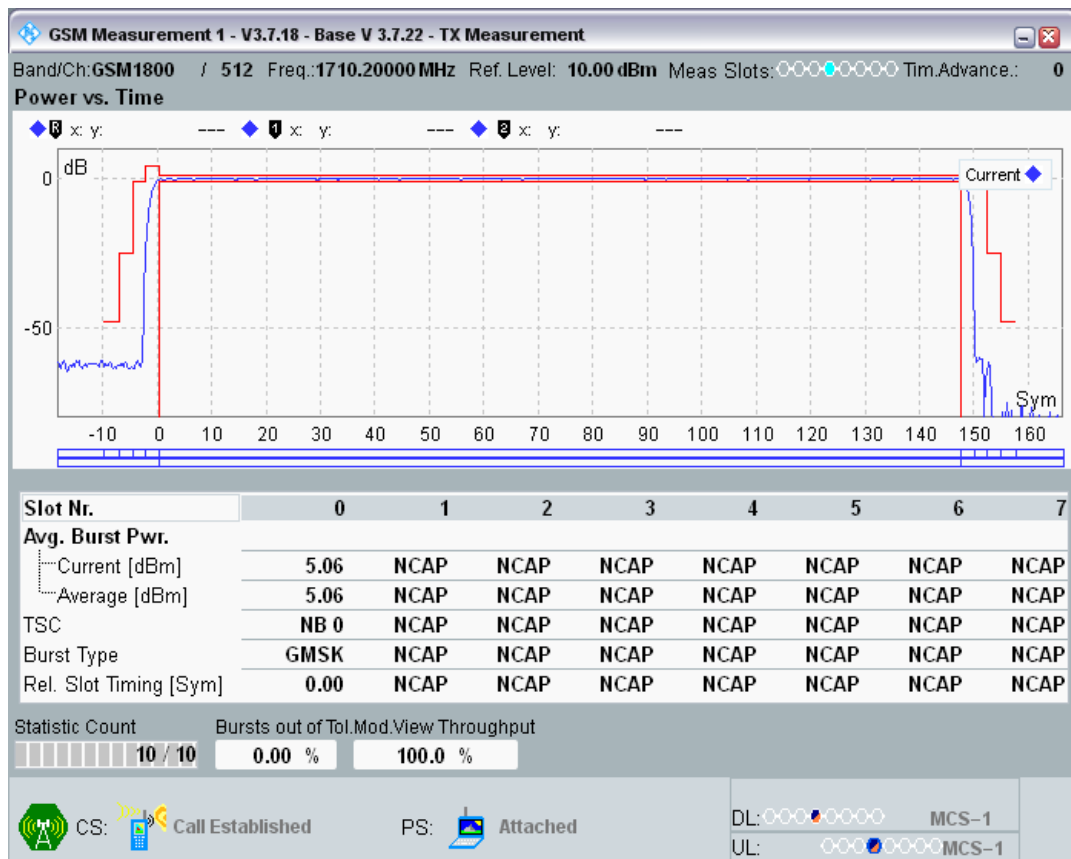 GSM Measurement 1 - V3.7.18 - Base V 3.7.22 - TX Measurement
Band/Ch:GSM1800 / 512 Freq.:1710.20000 MHz Ref. Level: 10.00 dBm Meas Slots: Tim.Advance.: 0
Power vs. Time
R x: y: --- 1 x: y: --- 2 x: y: ---
dB
0
Current
-50
Sym
-10 0 10 20 30 40 50 60 70 80 90 100 110 120 130 140 150 160
Slot Nr. 0 1 2 3 4 5 6 7
Avg. Burst Pwr.
Current [dBm] 5.06 NCAP NCAP NCAP NCAP NCAP NCAP NCAP
Average [dBm] 5.06 NCAP NCAP NCAP NCAP NCAP NCAP NCAP
TSC NB 0 NCAP NCAP NCAP NCAP NCAP NCAP NCAP
Burst Type GMSK NCAP NCAP NCAP NCAP NCAP NCAP NCAP
Rel. Slot Timing [Sym] 0.00 NCAP NCAP NCAP NCAP NCAP NCAP NCAP
Statistic Count Bursts out of Tol.Mod.View Throughput
10 / 10 0.00 % 100.0 %
CS: Call Established PS: Attached
DL: MCS-1
UL: MCS-1